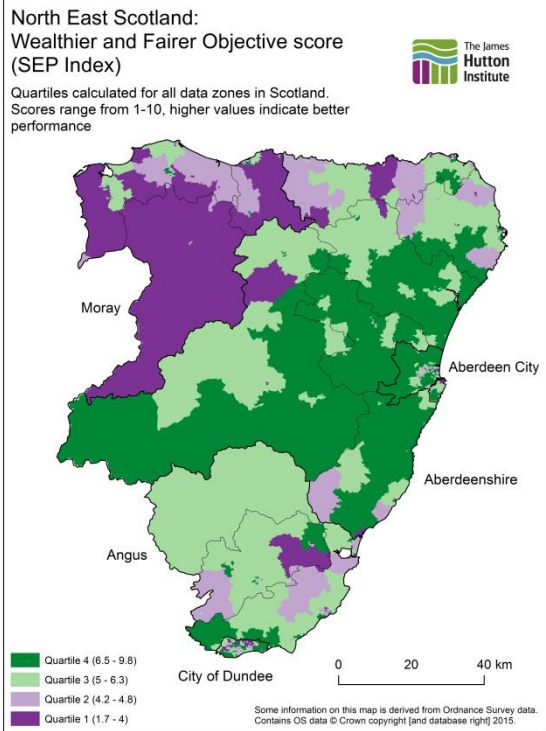 North East Scotland:
Wealthier and Fairer Objective score
(SEP Index)
The James
Hutton
Institute
Quartiles calculated for all data zones in Scotland.
Scores range from 1-10, higher values indicate better
performance
Moray
Aberdeen City
Aberdeenshire
Angus
City of Dundee
Quartile 4 (6.5 - 9.8)
Quartile 3 (5 - 6.3)
Quartile 2 (4.2 - 4.8)
Quartile 1 (1.7 - 4)
0 20 40 km
Some information on this map is derived from Ordnance Survey data.
Contains OS data © Crown copyright [and database right] 2015.